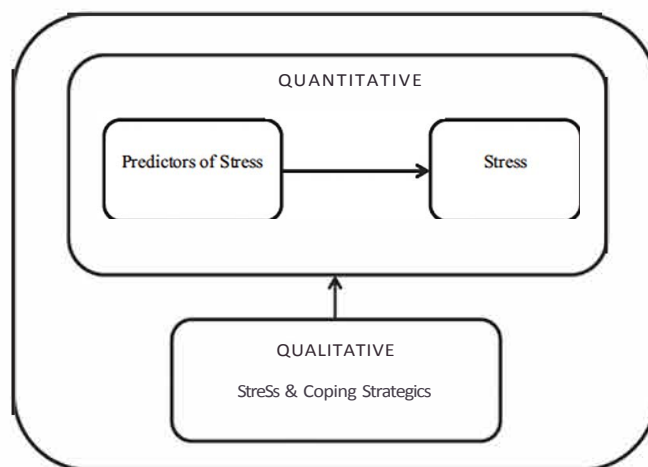 QUANTITATIVE
Predictors of Stress
Stress
QUALITATIVE
StreSs & Coping Strategics